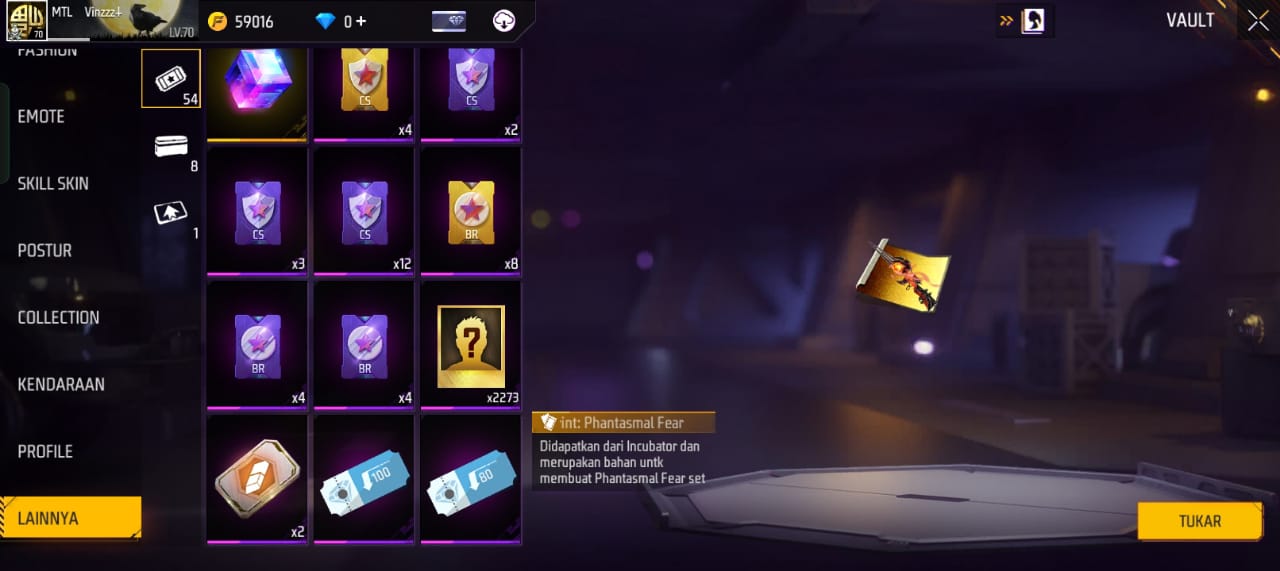 MTL Vinzzz
70
LV.70
59016
0 +
VAULT
FASHION
EMOTE
SKILL SKIN
POSTUR
COLLECTION
KENDARAAN
PROFILE
LAINNYA
54
8
1
CS
x4
CS
x2
CS
x3
CS
x12
BR
x8
BR
x4
BR
x4
?
x2273
x2
100
80
int: Phantasmal Fear
Didapatkan dari Incubator dan
merupakan bahan untk
membuat Phantasmal Fear set
TUKAR